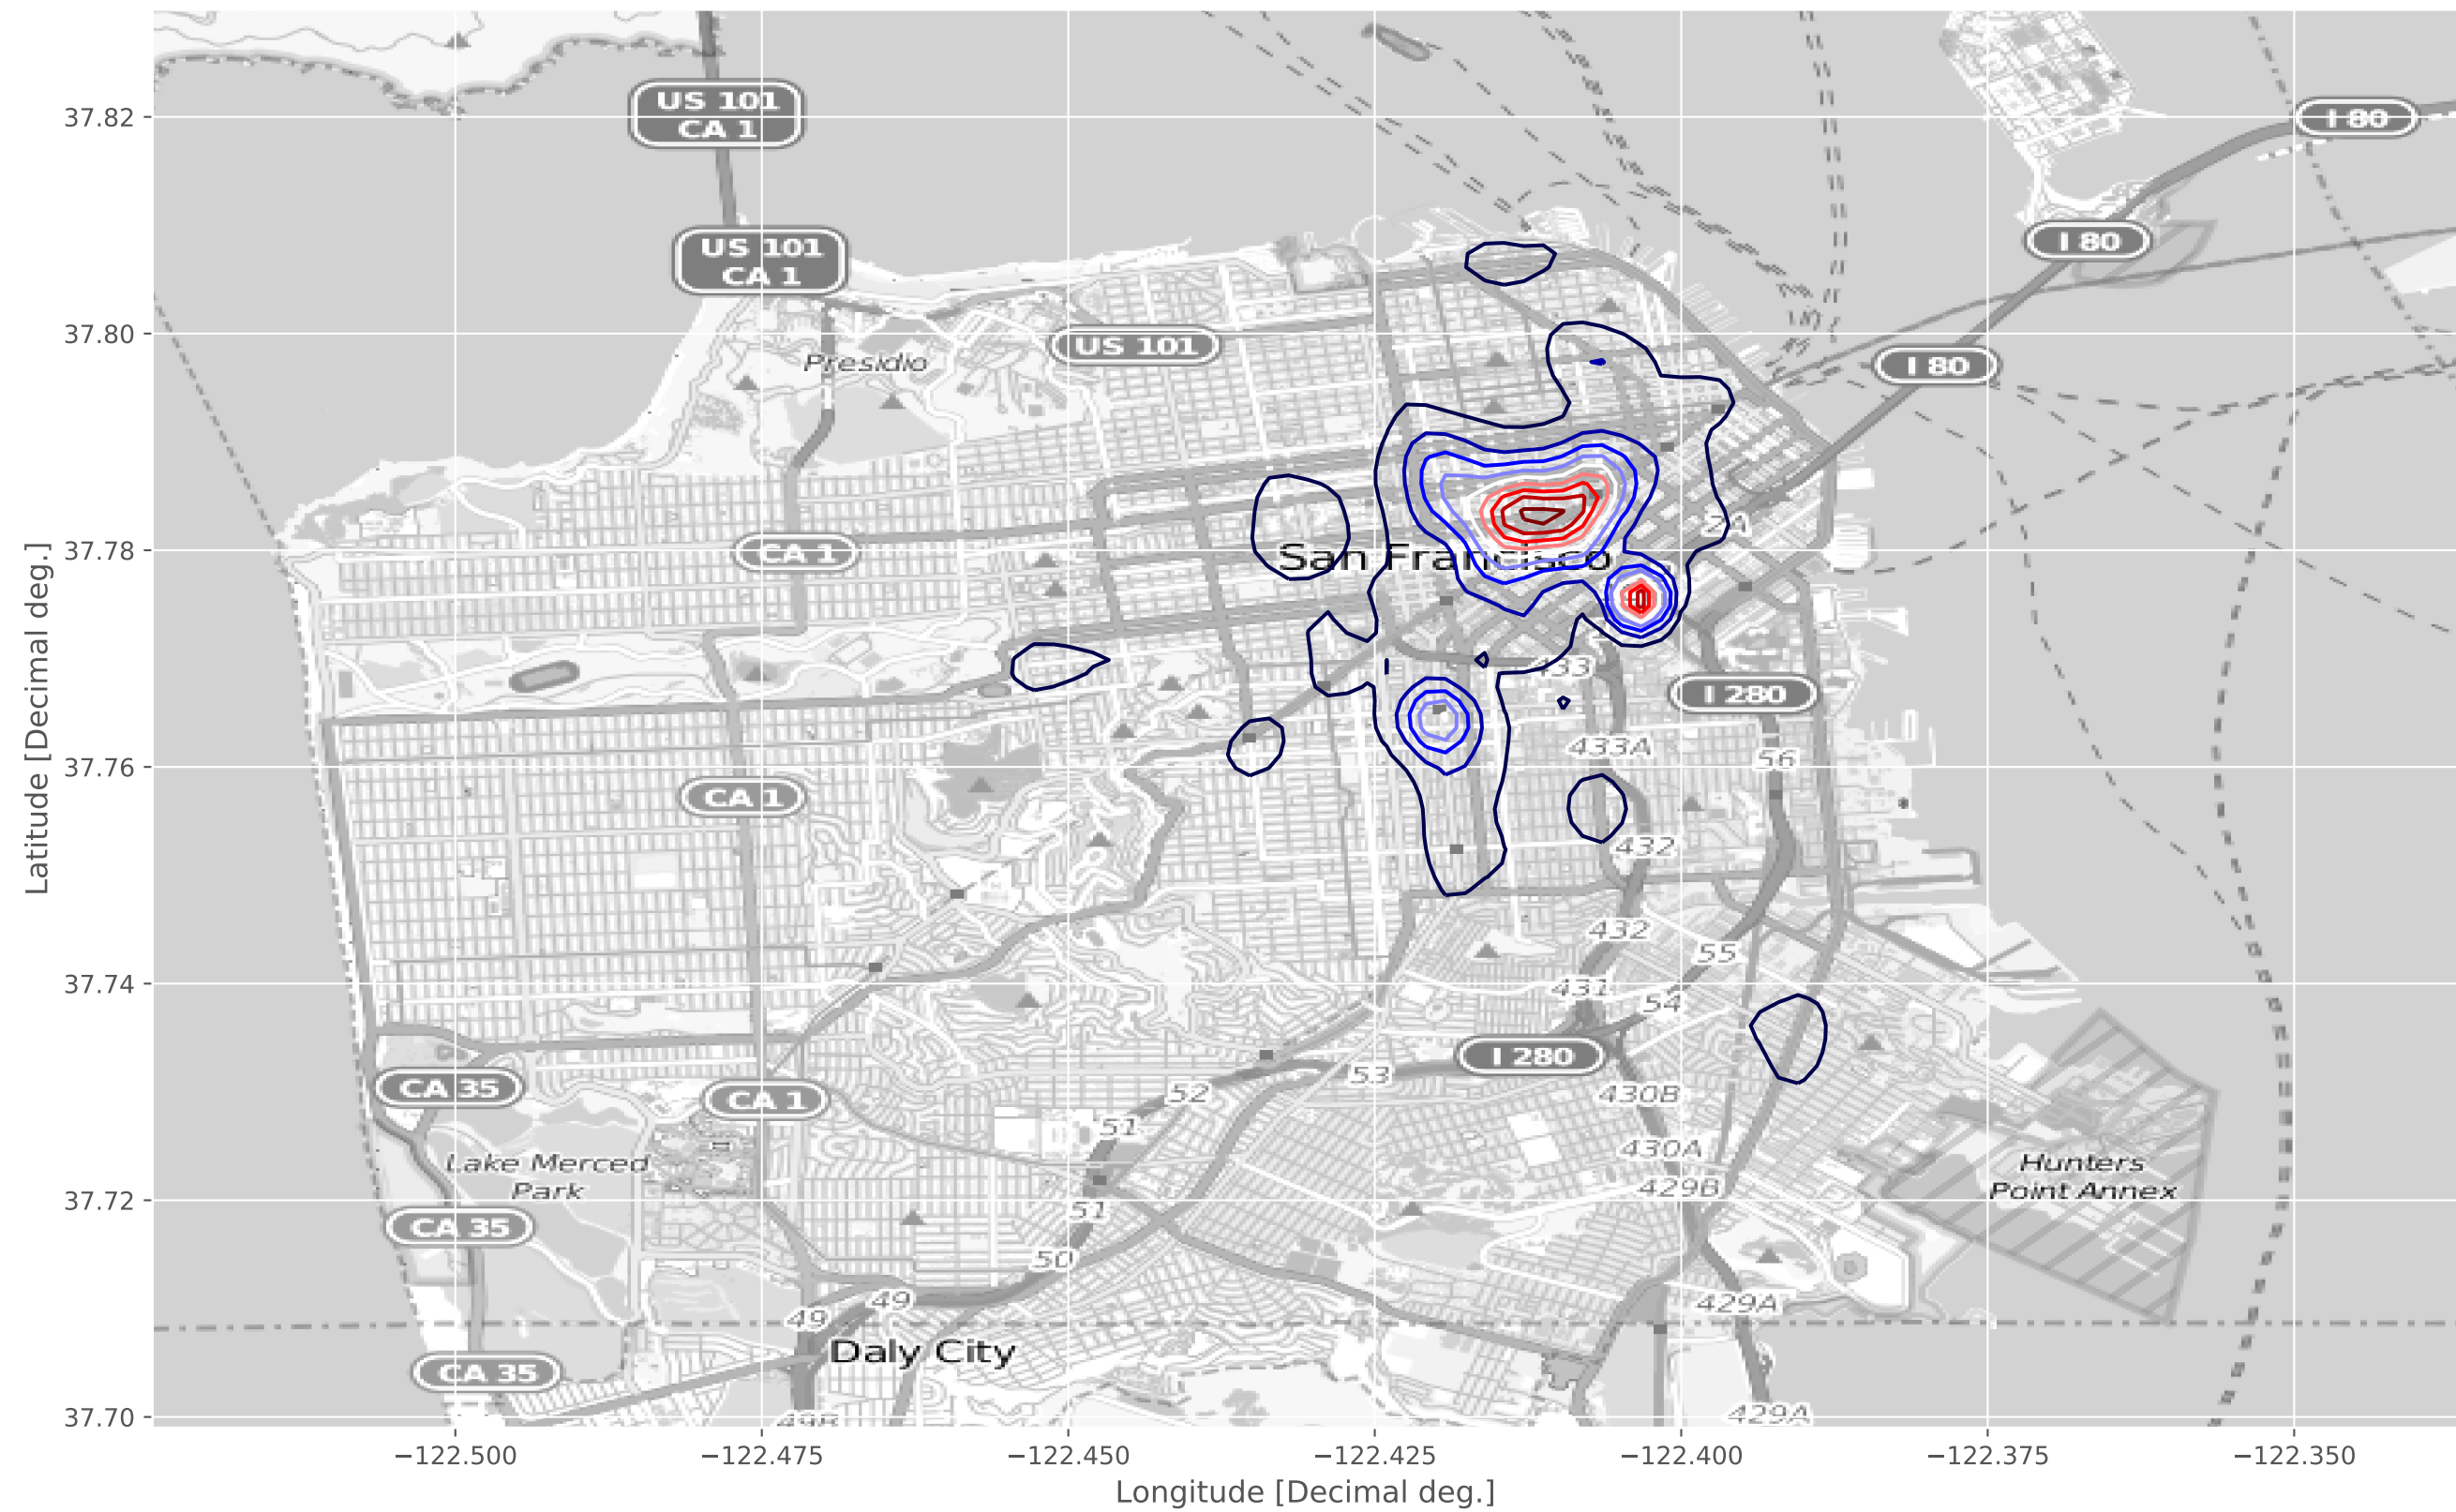 37.82
37.80
37.78
37.76
37.74
37.72
37.70
Latitude [Decimal deg.]
US 101
CA 1
I 80
US 101
CA 1
I 80
US 101
I 80
Presidio
2A
CA 1
San Francisco
433
I 280
433A
56
CA 1
432
432
55
431
54
I 280
53
CA 35
CA 1
52
430B
51
430A
Lake Merced
Park
Hunters
Point Annex
429B
51
CA 35
50
49
429A
49
Daly City
CA 35
49B
429A
−122.500
−122.475
−122.450
−122.425
−122.400
−122.375
−122.350
Longitude [Decimal deg.]